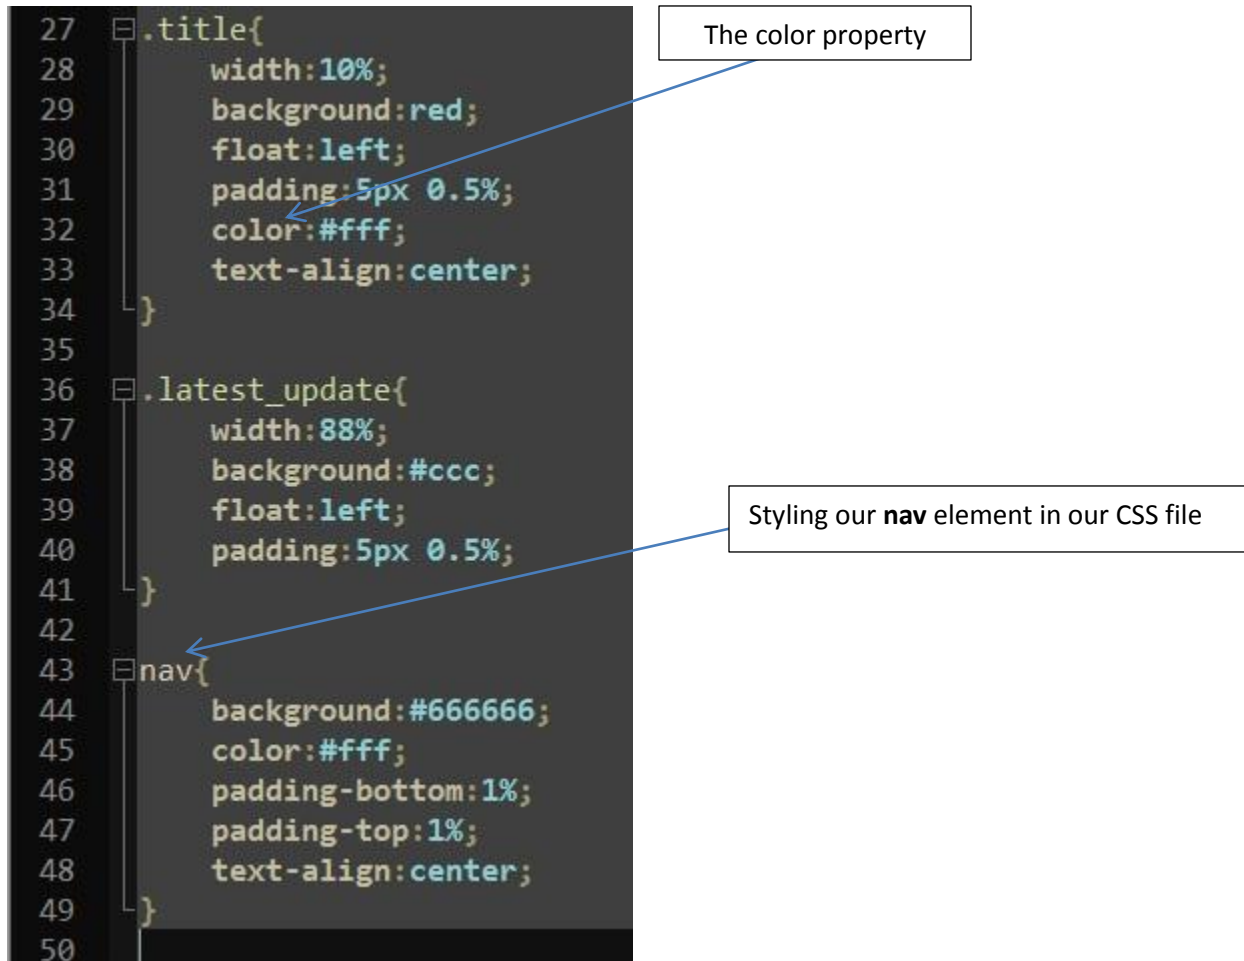 27 .title{
28 width:10%;
29 background:red;
30 float:left;
31 padding:5px 0.5%;
32 color:#fff;
33 text-align:center;
34 }
35
36 .latest_update{
37 width:88%;
38 background:#ccc;
39 float:left;
40 padding:5px 0.5%;
41 }
42
43 nav{
44 background:#666666;
45 color:#fff;
46 padding-bottom:1%;
47 padding-top:1%;
48 text-align:center;
49 }
50
The color property
Styling our nav element in our CSS file